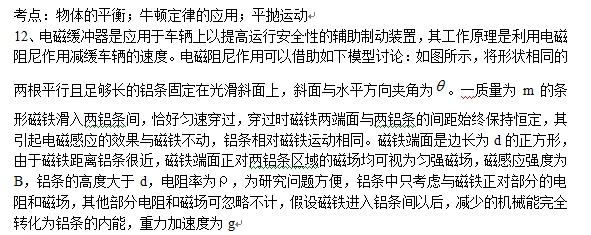 考点：物体的平衡；牛顿定律的应用；平抛运动
12、电磁缓冲器是应用于车辆上以提高运行安全性的辅助制动装置，其工作原理是利用电磁
阻尼作用减缓车辆的速度。电磁阻尼作用可以借助如下模型讨论：如图所示，将形状相同的
两根平行且足够长的铝条固定在光滑斜面上，斜面与水平方向夹角为θ。一质量为 m 的条
形磁铁滑入两铝条间，恰好匀速穿过，穿过时磁铁两端面与两铝条的间距始终保持恒定，其
引起电磁感应的效果与磁铁不动，铝条相对磁铁运动相同。磁铁端面是边长为 d 的正方形，
由于磁铁距离铝条很近，磁铁端面正对两铝条区域的磁场均可视为匀强磁场，磁感应强度为
B，铝条的高度大于 d，电阻率为ρ，为研究问题方便，铝条中只考虑与磁铁正对部分的电
阻和磁场，其他部分电阻和磁场可忽略不计，假设磁铁进入铝条间以后，减少的机械能完全
转化为铝条的内能，重力加速度为 g